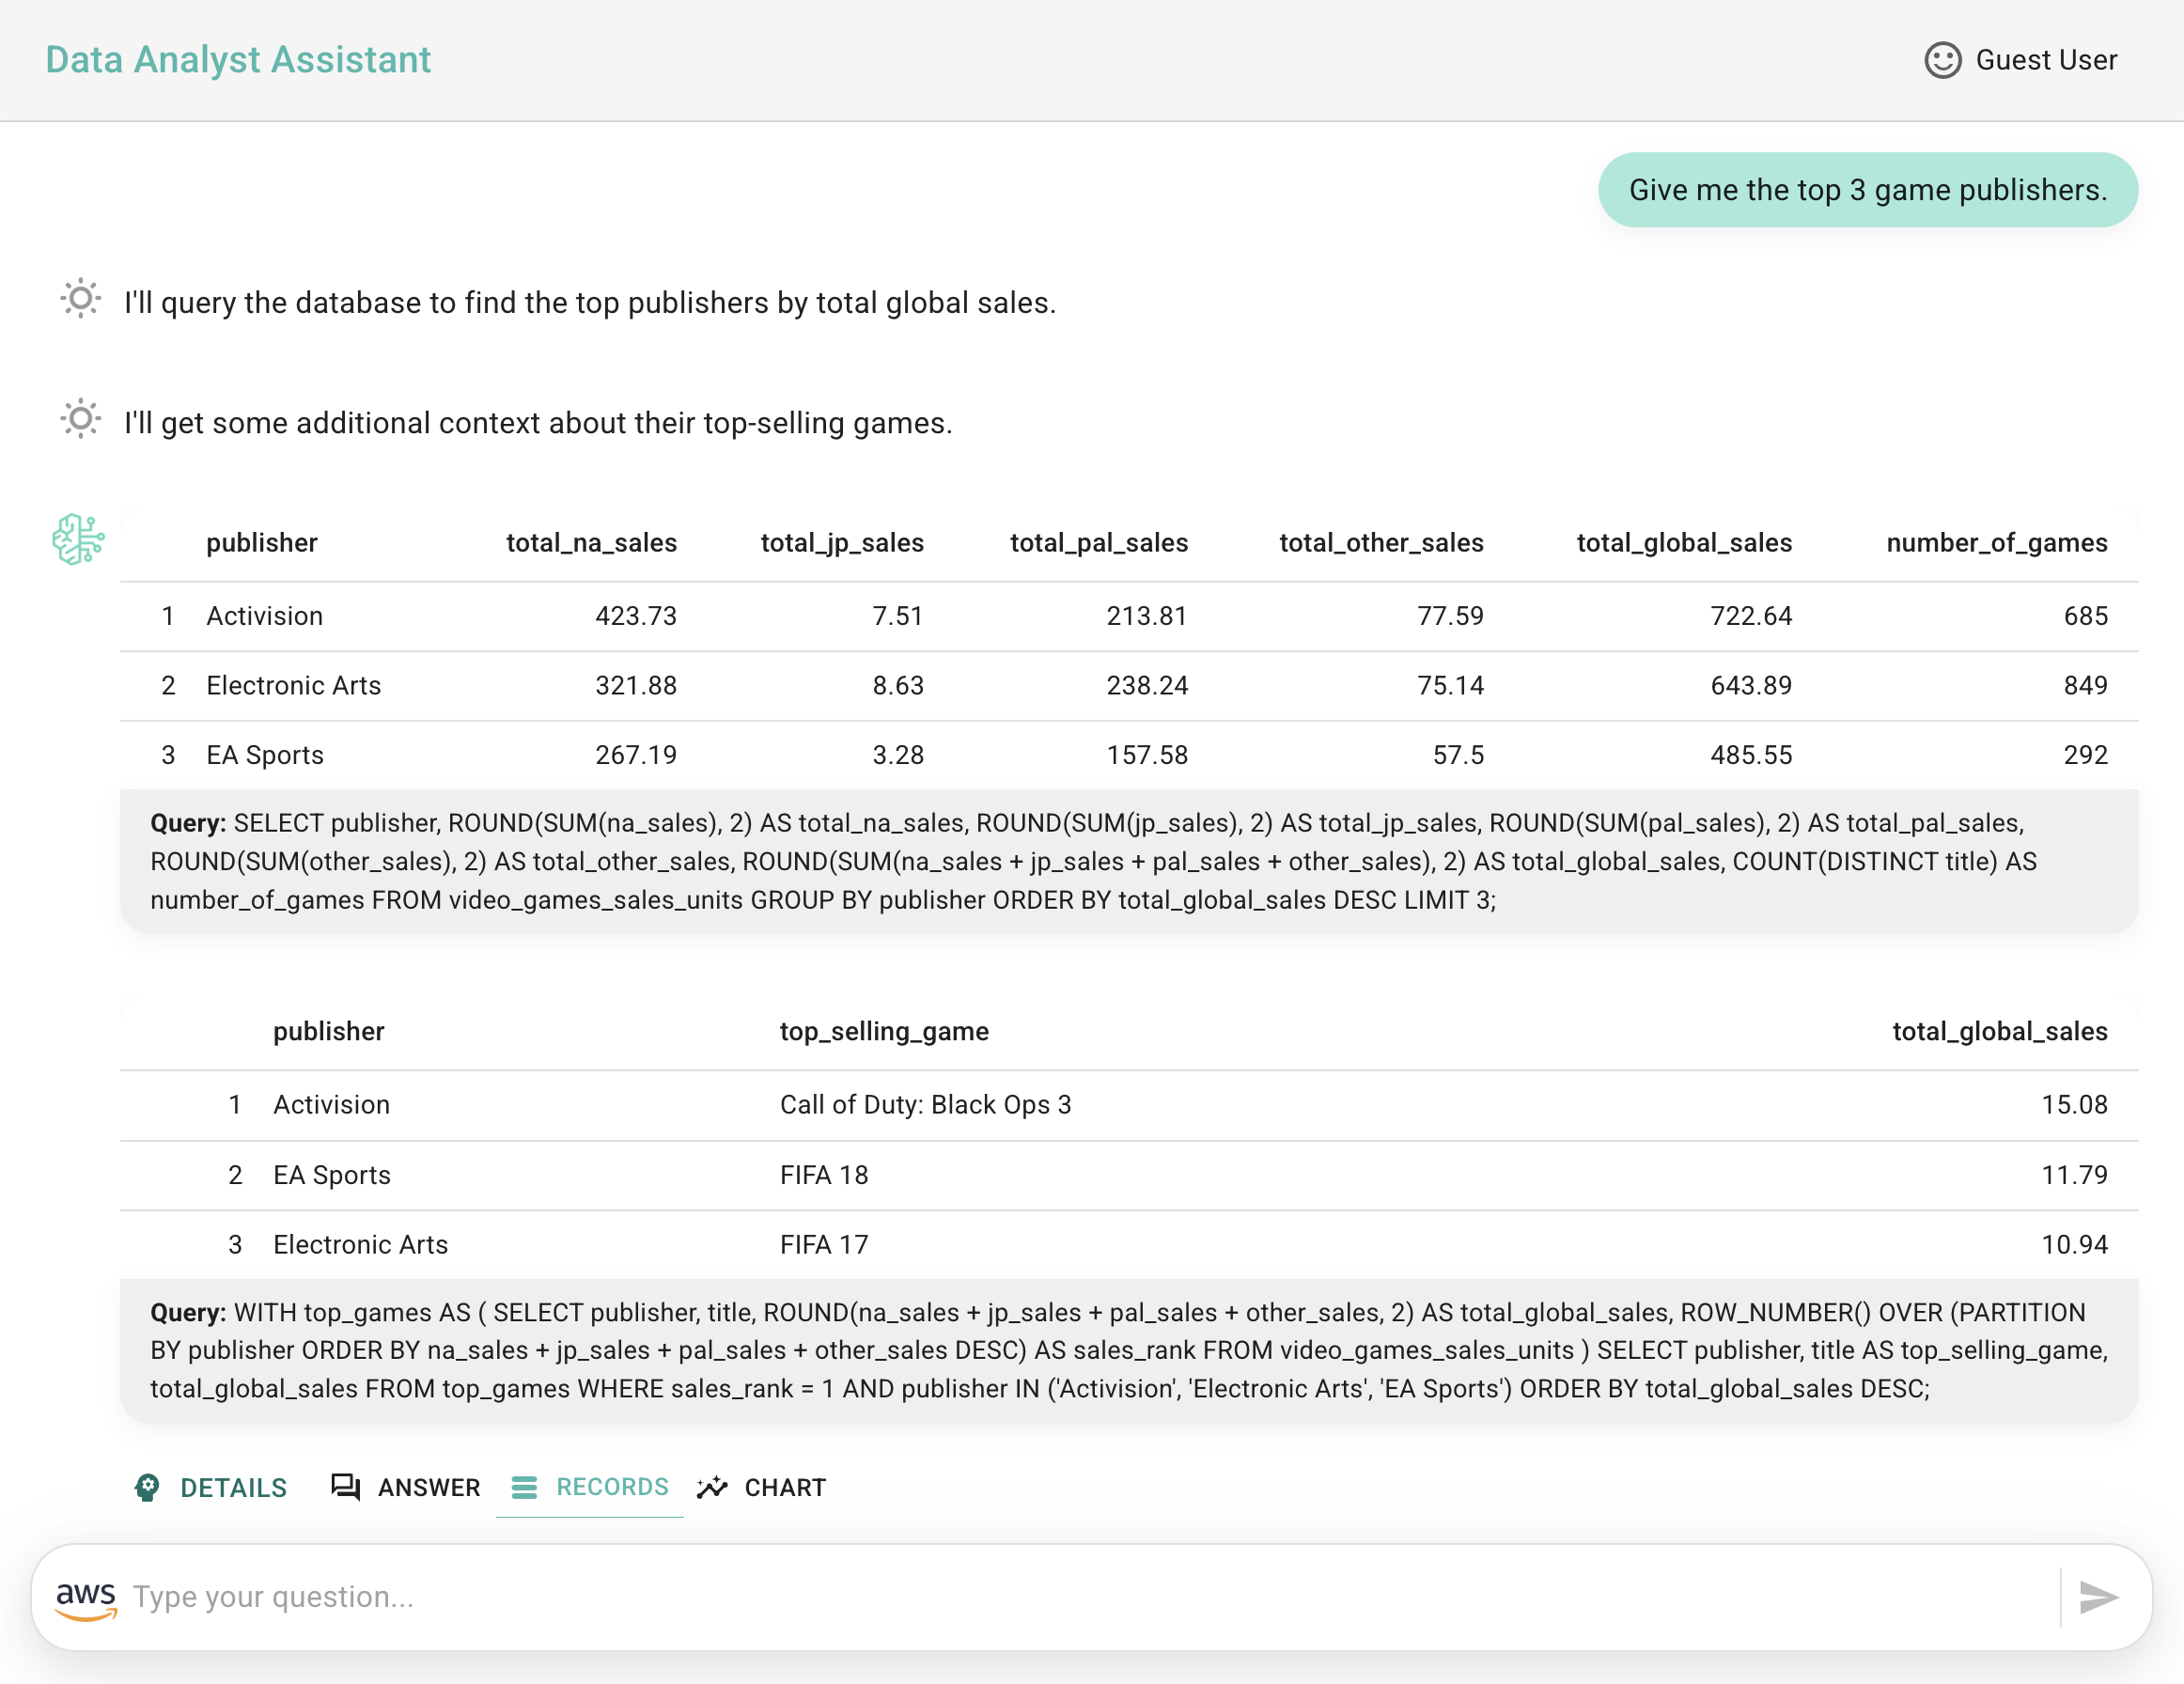 Data Analyst Assistant
Guest User
Give me the top 3 game publishers.
I'll query the database to find the top publishers by total global sales.
I'll get some additional context about their top-selling games.
publisher total_na_sales total_jp_sales total_pal_sales total_other_sales total_global_sales number_of_games
1 Activision 423.73 7.51 213.81 77.59 722.64 685
2 Electronic Arts 321.88 8.63 238.24 75.14 643.89 849
3 EA Sports 267.19 3.28 157.58 57.5 485.55 292
Query: SELECT publisher, ROUND(SUM(na_sales), 2) AS total_na_sales, ROUND(SUM(jp_sales), 2) AS total_jp_sales, ROUND(SUM(pal_sales), 2) AS total_pal_sales,
ROUND(SUM(other_sales), 2) AS total_other_sales, ROUND(SUM(na_sales + jp_sales + pal_sales + other_sales), 2) AS total_global_sales, COUNT(DISTINCT title) AS
number_of_games FROM video_games_sales_units GROUP BY publisher ORDER BY total_global_sales DESC LIMIT 3;
publisher top_selling_game total_global_sales
1 Activision Call of Duty: Black Ops 3 15.08
2 EA Sports FIFA 18 11.79
3 Electronic Arts FIFA 17 10.94
Query: WITH top_games AS ( SELECT publisher, title, ROUND(na_sales + jp_sales + pal_sales + other_sales, 2) AS total_global_sales, ROW_NUMBER() OVER (PARTITION
BY publisher ORDER BY na_sales + jp_sales + pal_sales + other_sales DESC) AS sales_rank FROM video_games_sales_units ) SELECT publisher, title AS top_selling_game,
total_global_sales FROM top_games WHERE sales_rank = 1 AND publisher IN ('Activision', 'Electronic Arts', 'EA Sports') ORDER BY total_global_sales DESC;
DETAILS ANSWER RECORDS CHART
aws Type your question...